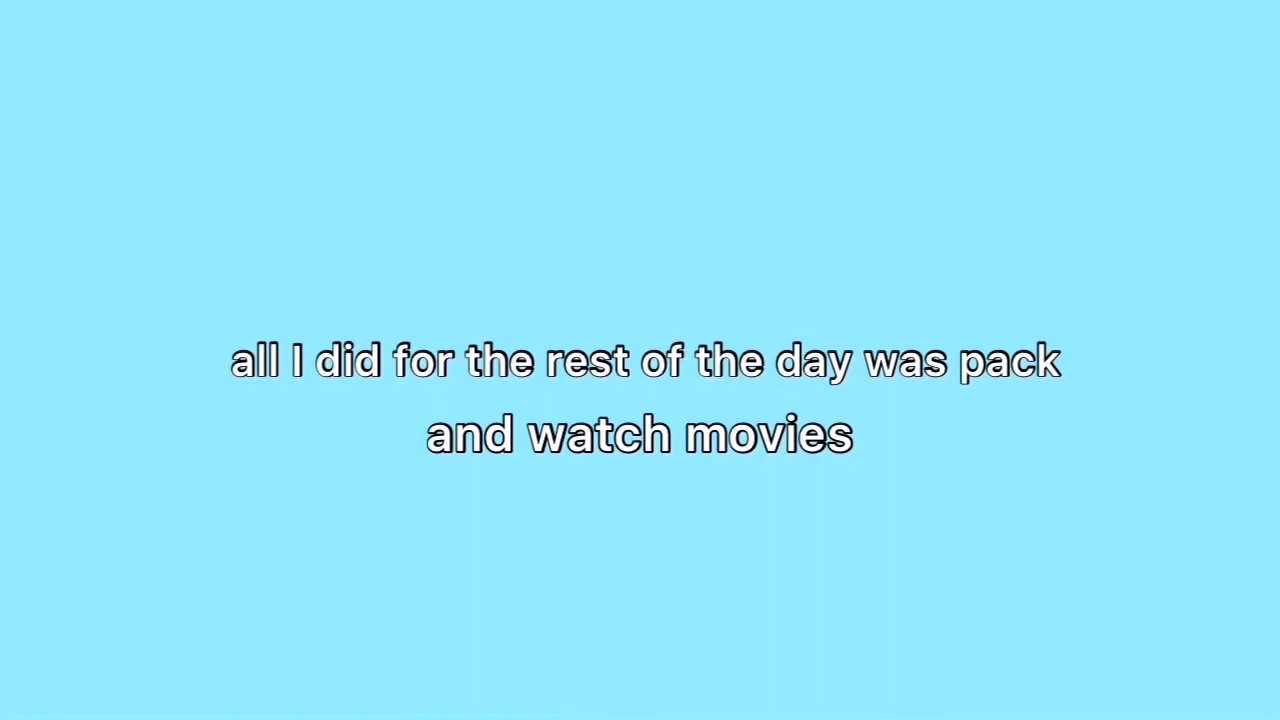 all I did for the rest of the day was pack
and watch movies